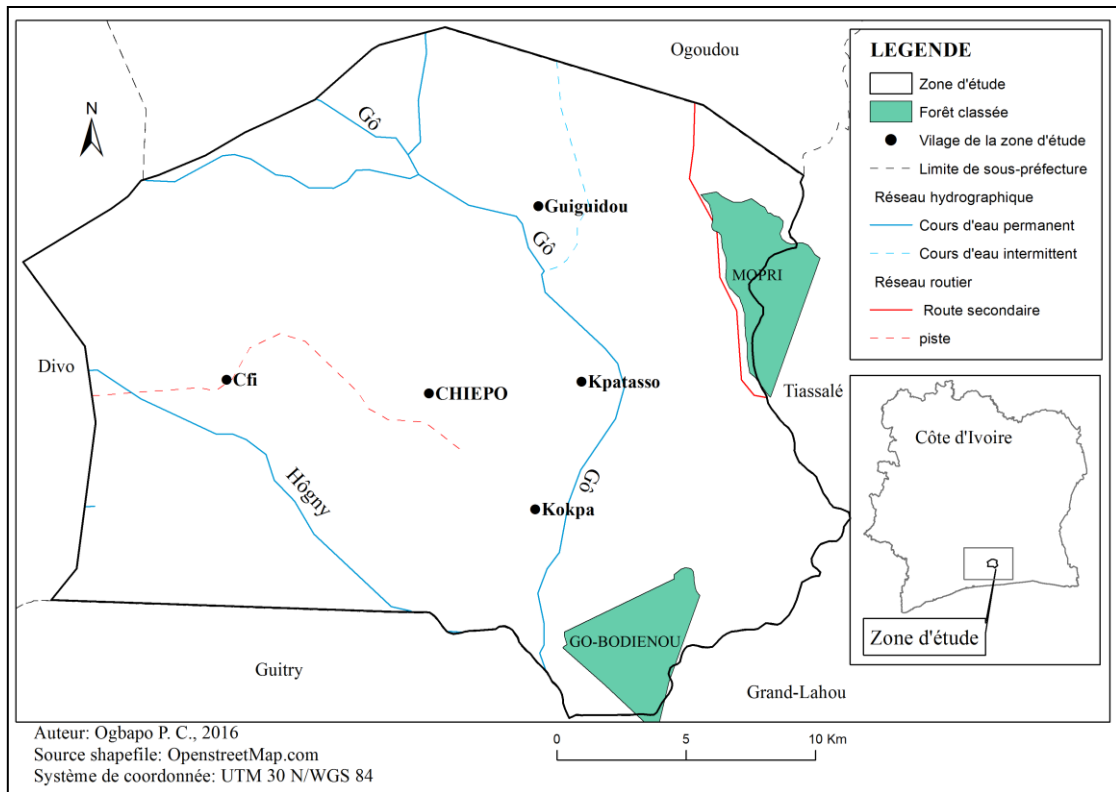 Ogoudou
N
Gô
Guiguidou
Gô
MOPRI
Divo
Cfi
CHIEPO
Kpatasso
Tiassalé
Hôgny
Gô
Kokpa
GO-BODIENOU
Guitry
Grand-Lahou
LEGENDE
Zone d'étude
Forêt classée
Vilage de la zone d'étude
Limite de sous-préfecture
Réseau hydrographique
Cours d'eau permanent
Cours d'eau intermittent
Réseau routier
Route secondaire
piste
Côte d'Ivoire
Zone d'étude
Auteur: Ogbapo P. C., 2016
Source shapefile: OpenstreetMap.com
Système de coordonnée: UTM 30 N/WGS 84
0 5 10 Km